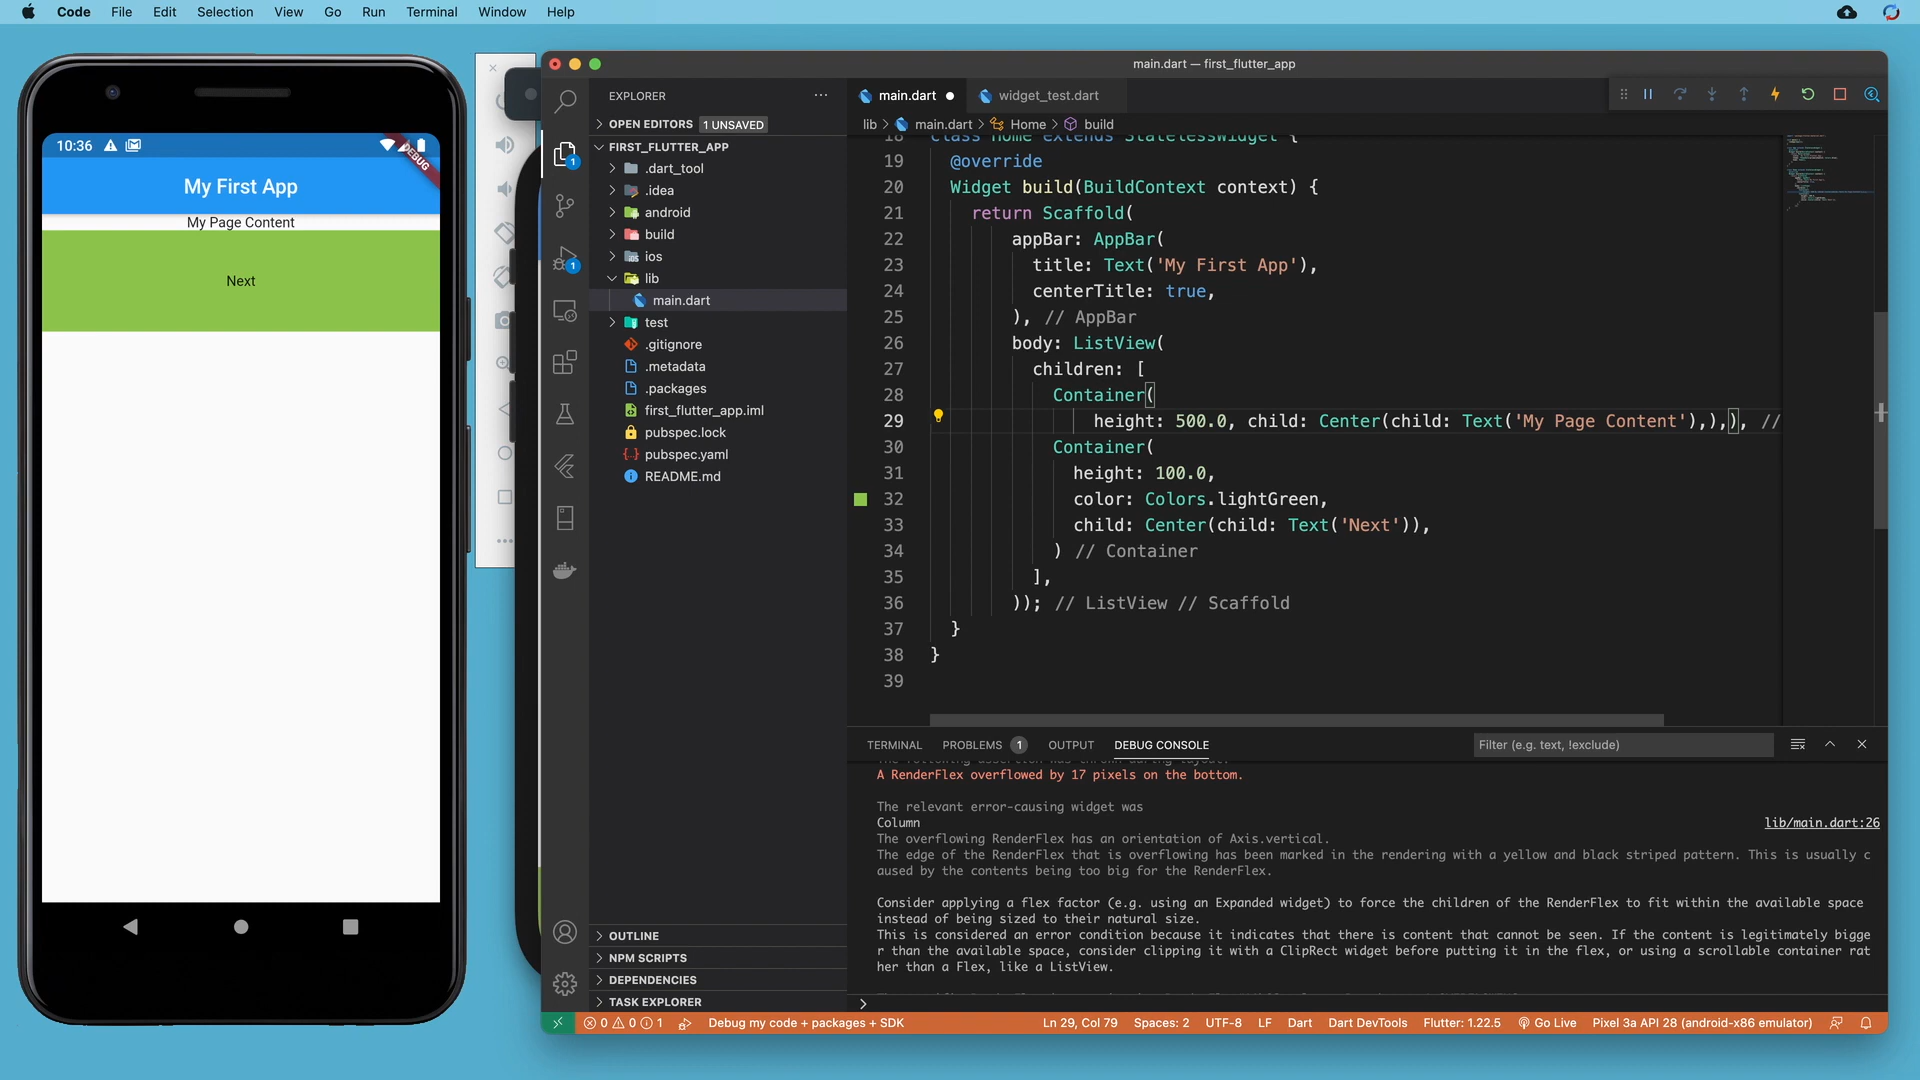 Code File Edit Selection View Go Run Terminal Window Help
10:36
DEBUG
My First App
My Page Content
Next
main.dart — first_flutter_app
EXPLORER
OPEN EDITORS 1 UNSAVED
FIRST_FLUTTER_APP
.dart_tool
.idea
android
build
ios
lib
main.dart
test
.gitignore
.metadata
.packages
first_flutter_app.iml
pubspec.lock
pubspec.yaml
README.md
OUTLINE
NPM SCRIPTS
DEPENDENCIES
TASK EXPLORER
main.dart widget_test.dart
lib > main.dart > Home > build
18 class Home extends StatelessWidget {
19 @override
20 Widget build(BuildContext context) {
21 return Scaffold(
22 appBar: AppBar(
23 title: Text('My First App'),
24 centerTitle: true,
25 ), // AppBar
26 body: ListView(
27 children: [
28 Container(
29 height: 500.0, child: Center(child: Text('My Page Content'),),), //
30 Container(
31 height: 100.0,
32 color: Colors.lightGreen,
33 child: Center(child: Text('Next')),
34 ) // Container
35 ],
36 )); // ListView // Scaffold
37 }
38 }
39
TERMINAL PROBLEMS 1 OUTPUT DEBUG CONSOLE Filter (e.g. text, !exclude)
The following assertion was thrown during layout:
A RenderFlex overflowed by 17 pixels on the bottom.
The relevant error-causing widget was
Column lib/main.dart:26
The overflowing RenderFlex has an orientation of Axis.vertical.
The edge of the RenderFlex that is overflowing has been marked in the rendering with a yellow and black striped pattern. This is usually c
aused by the contents being too big for the RenderFlex.
Consider applying a flex factor (e.g. using an Expanded widget) to force the children of the RenderFlex to fit within the available space
instead of being sized to their natural size.
This is considered an error condition because it indicates that there is content that cannot be seen. If the content is legitimately bigge
r than the available space, consider clipping it with a ClipRect widget before putting it in the flex, or using a scrollable container rat
her than a Flex, like a ListView.
0 0 1 Debug my code + packages + SDK Ln 29, Col 79 Spaces: 2 UTF-8 LF Dart Dart DevTools Flutter: 1.22.5 Go Live Pixel 3a API 28 (android-x86 emulator)